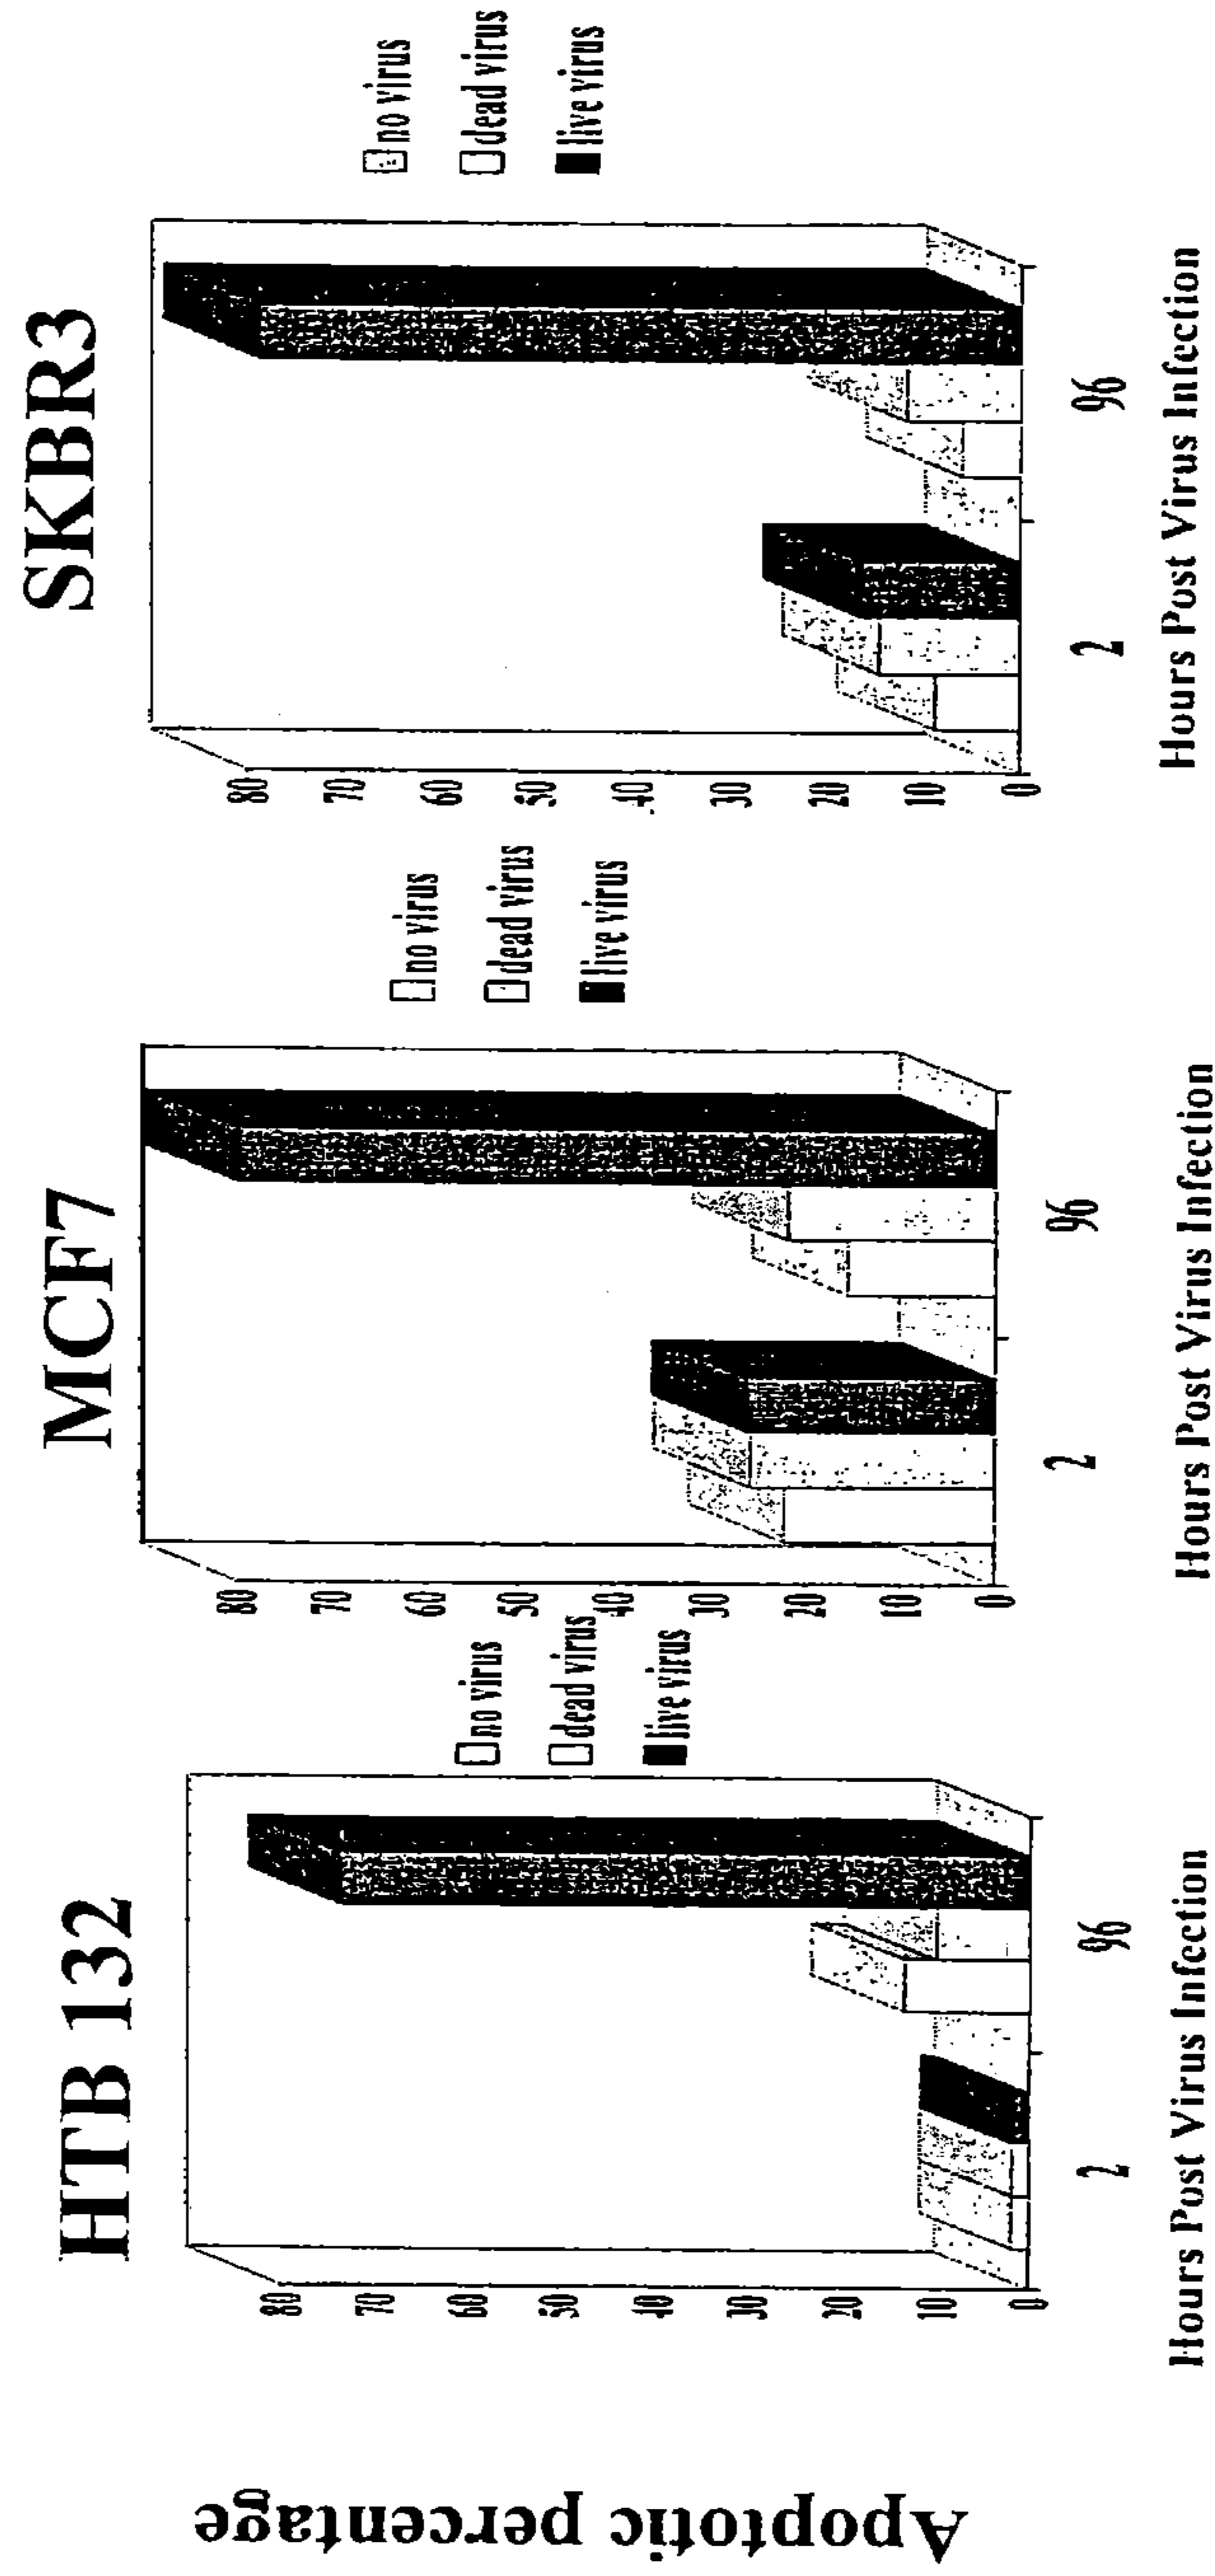 Apoptotic percentage
HTB 132
80
70
60
50
40
30
20
10
0
2
96
Hours Post Virus Infection
no virus
dead virus
live virus
MCF7
80
70
60
50
40
30
20
10
0
2
96
Hours Post Virus Infection
no virus
dead virus
live virus
SKBR3
80
70
60
50
40
30
20
10
0
2
96
Hours Post Virus Infection
no virus
dead virus
live virus